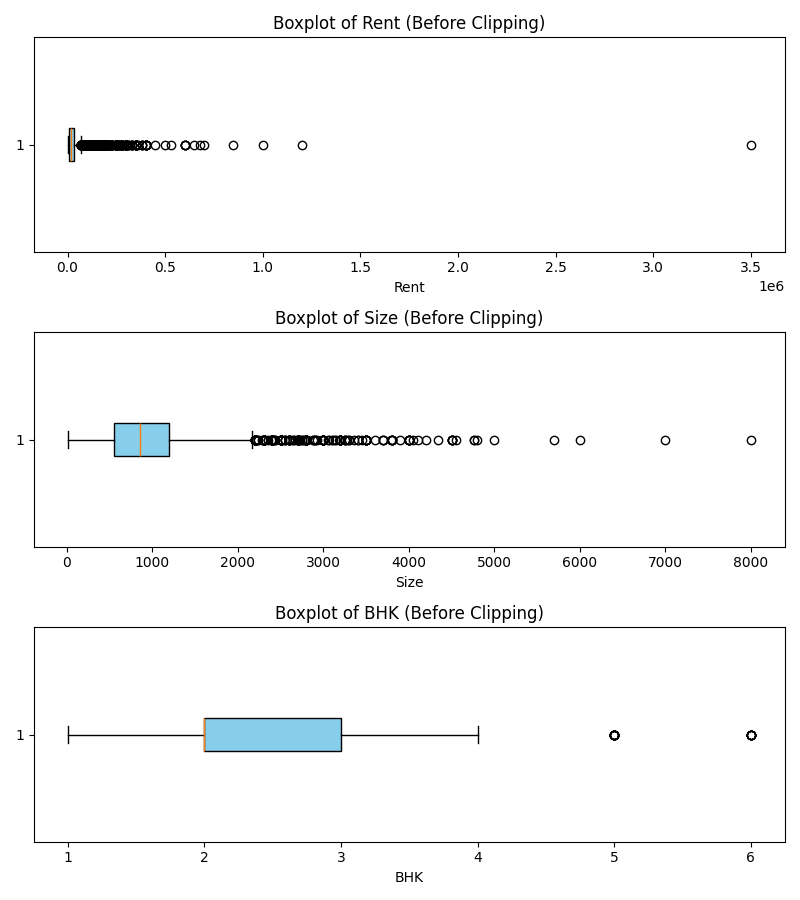 Boxplot of Rent (Before Clipping)
1
0.0 0.5 1.0 1.5 2.0 2.5 3.0 3.5
Rent
1e6
Boxplot of Size (Before Clipping)
1
0 1000 2000 3000 4000 5000 6000 7000 8000
Size
Boxplot of BHK (Before Clipping)
1
1 2 3 4 5 6
BHK